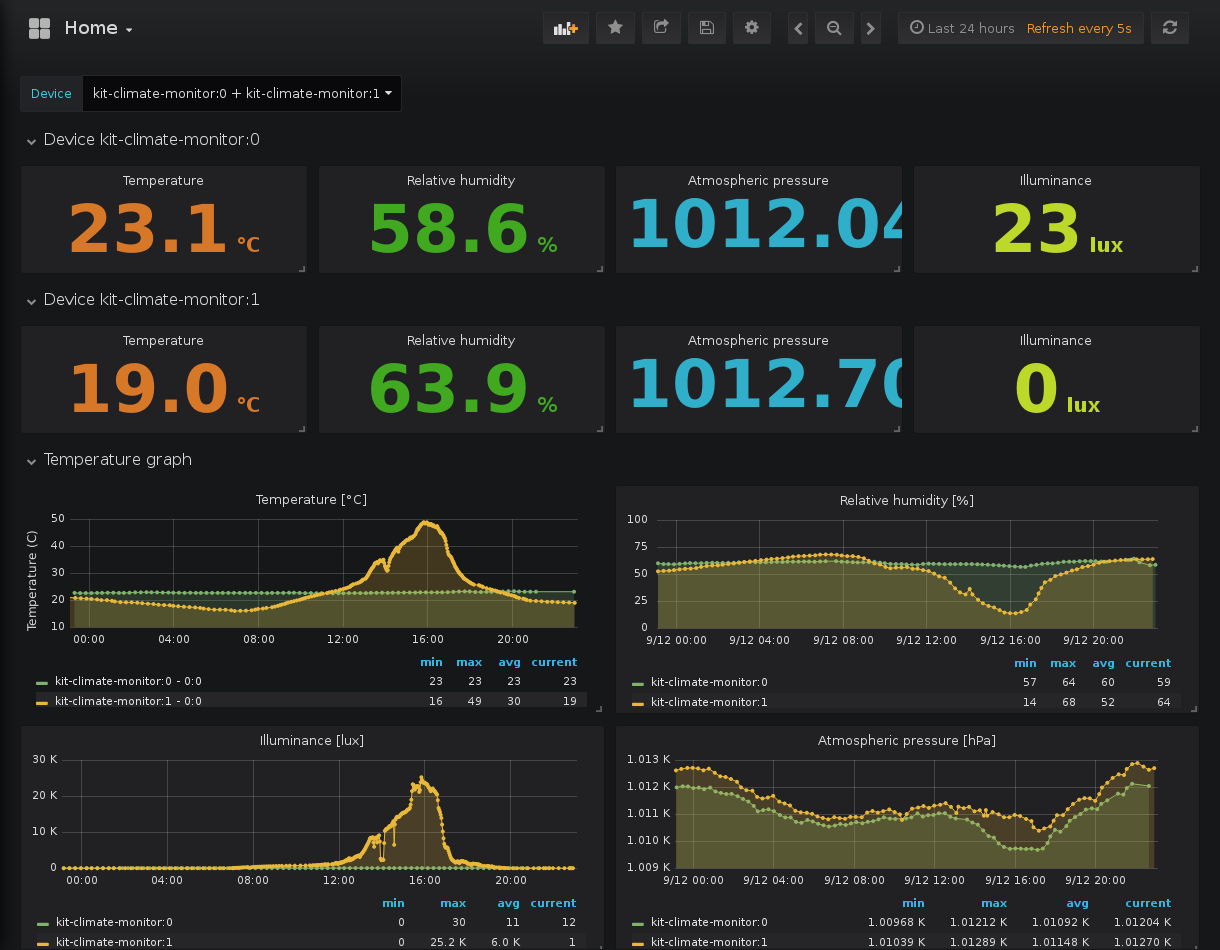 Home
Last 24 hours Refresh every 5s
Device kit-climate-monitor:0 + kit-climate-monitor:1
Device kit-climate-monitor:0
Temperature Relative humidity Atmospheric pressure Illuminance
23.1 °C 58.6 % 1012.04 23 lux
Device kit-climate-monitor:1
Temperature Relative humidity Atmospheric pressure Illuminance
19.0 °C 63.9 % 1012.70 0 lux
Temperature graph
Temperature [°C]
Temperature (C)
50
40
30
20
10
00:00 04:00 08:00 12:00 16:00 20:00
min max avg current
kit-climate-monitor:0 - 0:0 23 23 23 23
kit-climate-monitor:1 - 0:0 16 49 30 19
Relative humidity [%]
100
75
50
25
0
9/12 00:00 9/12 04:00 9/12 08:00 9/12 12:00 9/12 16:00 9/12 20:00
min max avg current
kit-climate-monitor:0 57 64 60 59
kit-climate-monitor:1 14 68 52 64
Illuminance [lux]
30 K
20 K
10 K
0
00:00 04:00 08:00 12:00 16:00 20:00
min max avg current
kit-climate-monitor:0 0 30 11 12
kit-climate-monitor:1 0 25.2 K 6.0 K 1
Atmospheric pressure [hPa]
1.013 K
1.012 K
1.011 K
1.010 K
1.009 K
9/12 00:00 9/12 04:00 9/12 08:00 9/12 12:00 9/12 16:00 9/12 20:00
min max avg current
kit-climate-monitor:0 1.00968 K 1.01212 K 1.01092 K 1.01204 K
kit-climate-monitor:1 1.01039 K 1.01289 K 1.01148 K 1.01270 K